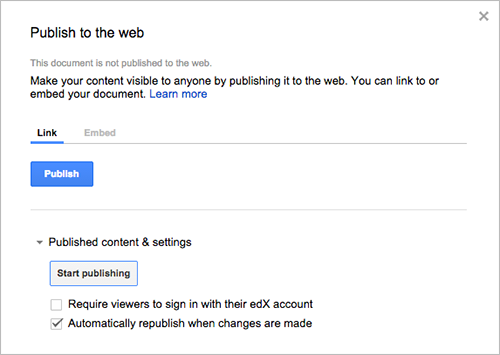 Publish to the web
This document is not published to the web.
Make your content visible to anyone by publishing it to the web. You can link to or
embed your document. Learn more
Link Embed
Publish
Published content & settings
Start publishing
Require viewers to sign in with their edX account
Automatically republish when changes are made